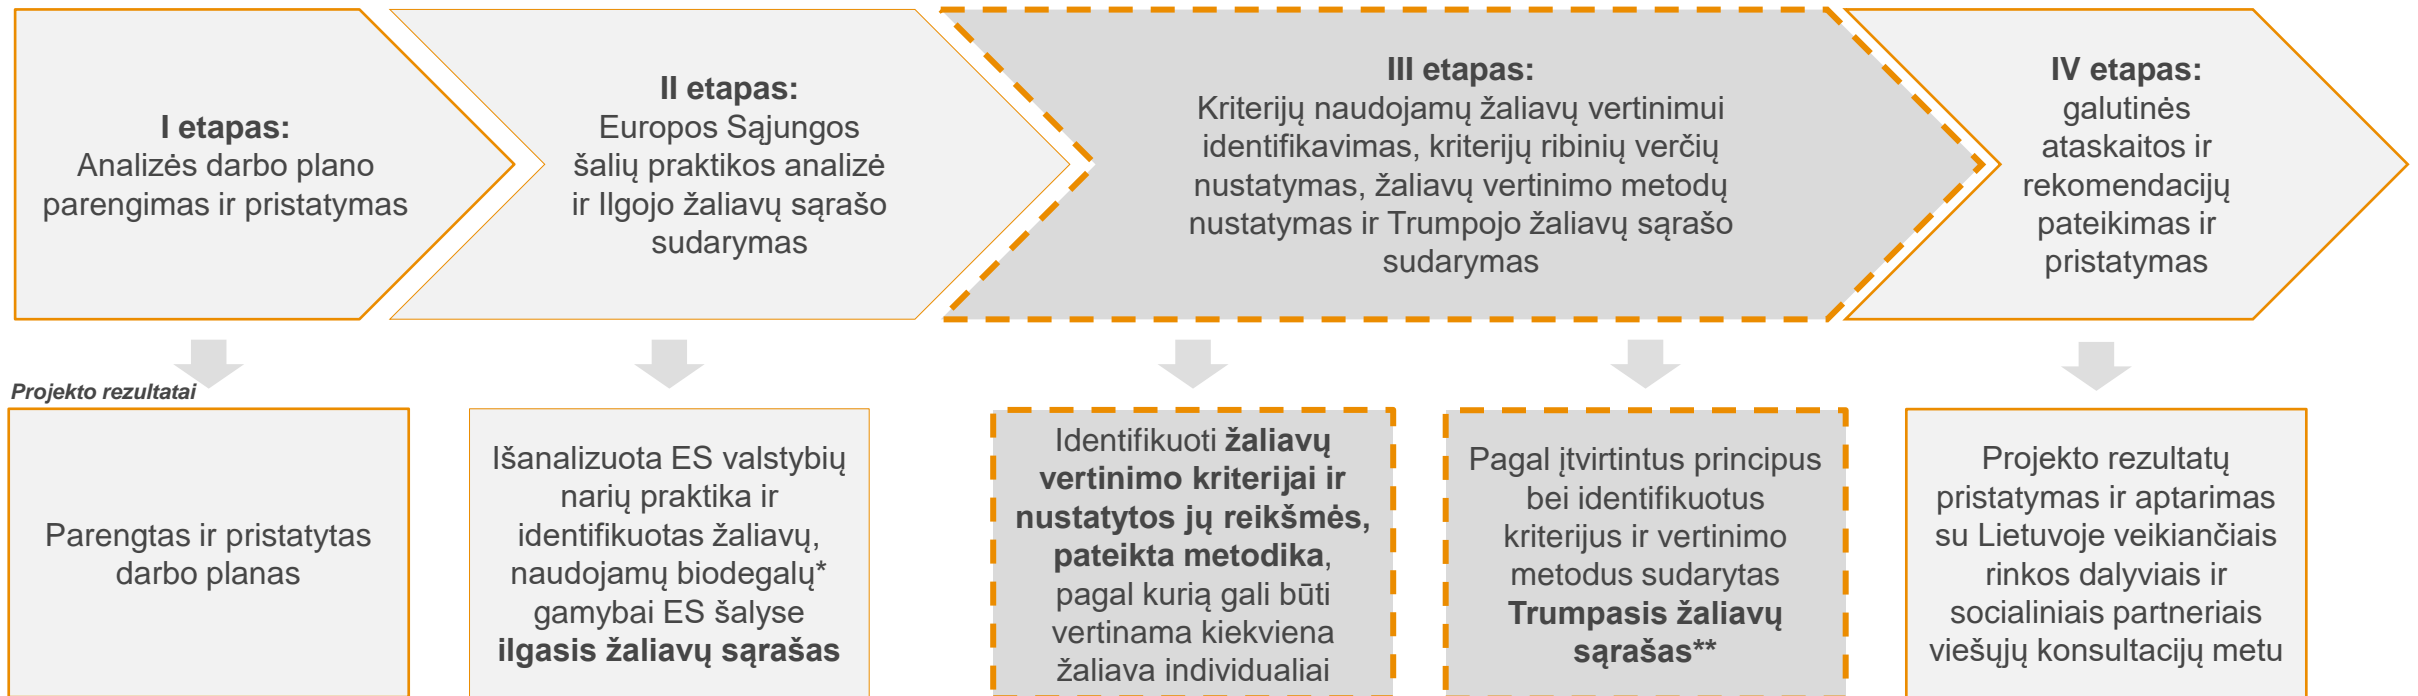 I etapas:
Analizės darbo plano
parengimas ir pristatymas
II etapas:
Europos Sąjungos
šalių praktikos analizė
ir Ilgojo žaliavų sąrašo
sudarymas
III etapas:
Kriterijų naudojamų žaliavų vertinimui
identifikavimas, kriterijų ribinių verčių
nustatymas, žaliavų vertinimo metodų
nustatymas ir Trumpojo žaliavų sąrašo
sudarymas
IV etapas:
galutinės
ataskaitos ir
rekomendacijų
pateikimas ir
pristatymas
Projekto rezultatai
Parengtas ir pristatytas
darbo planas
Išanalizuota ES valstybių
narių praktika ir
identifikuotas žaliavų,
naudojamų biodegalų*
gamybai ES šalyse
ilgasis žaliavų sąrašas
Identifikuoti žaliavų
vertinimo kriterijai ir
nustatytos jų reikšmės,
pateikta metodika,
pagal kurią gali būti
vertinama kiekviena
žaliava individualiai
Pagal įtvirtintus principus
bei identifikuotus
kriterijus ir vertinimo
metodus sudarytas
Trumpasis žaliavų
sąrašas**
Projekto rezultatų
pristatymas ir aptarimas
su Lietuvoje veikiančiais
rinkos dalyviais ir
socialiniais partneriais
viešųjų konsultacijų metu